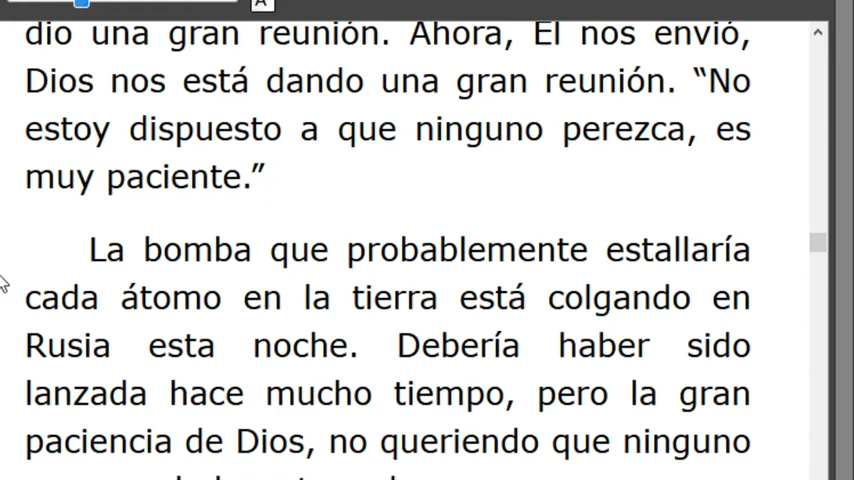 A
dio una gran reunión. Ahora, El nos envió,
Dios nos está dando una gran reunión. “No
estoy dispuesto a que ninguno perezca, es
muy paciente.”
La bomba que probablemente estallaría
cada átomo en la tierra está colgando en
Rusia esta noche. Debería haber sido
lanzada hace mucho tiempo, pero la gran
paciencia de Dios, no queriendo que ninguno